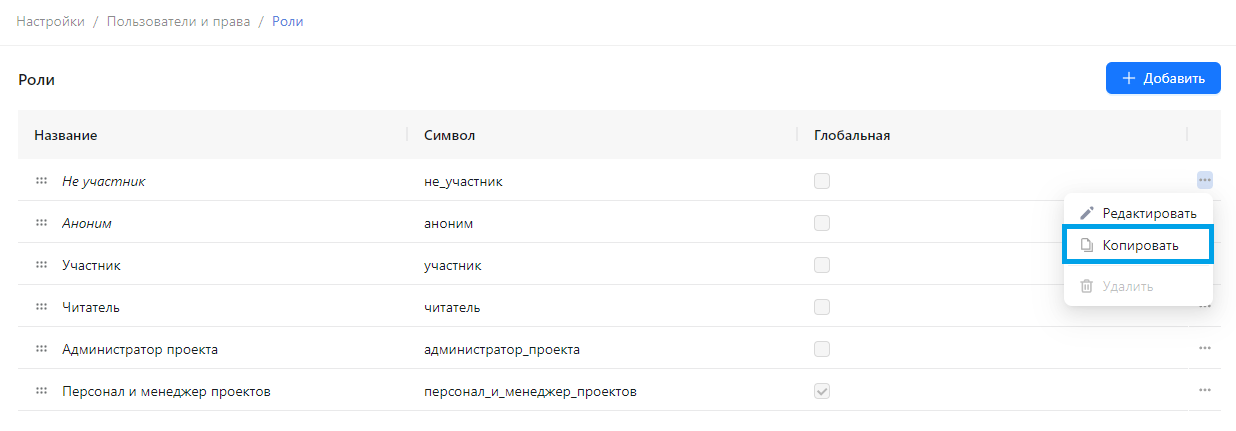 Настройки / Пользователи и права / Роли
Роли
Добавить
Название Символ Глобальная
Не участник не_участник
Аноним аноним
Участник участник
Читатель читатель
Администратор проекта администратор_проекта
Персонал и менеджер проектов персонал_и_менеджер_проектов
Редактировать
Копировать
Удалить